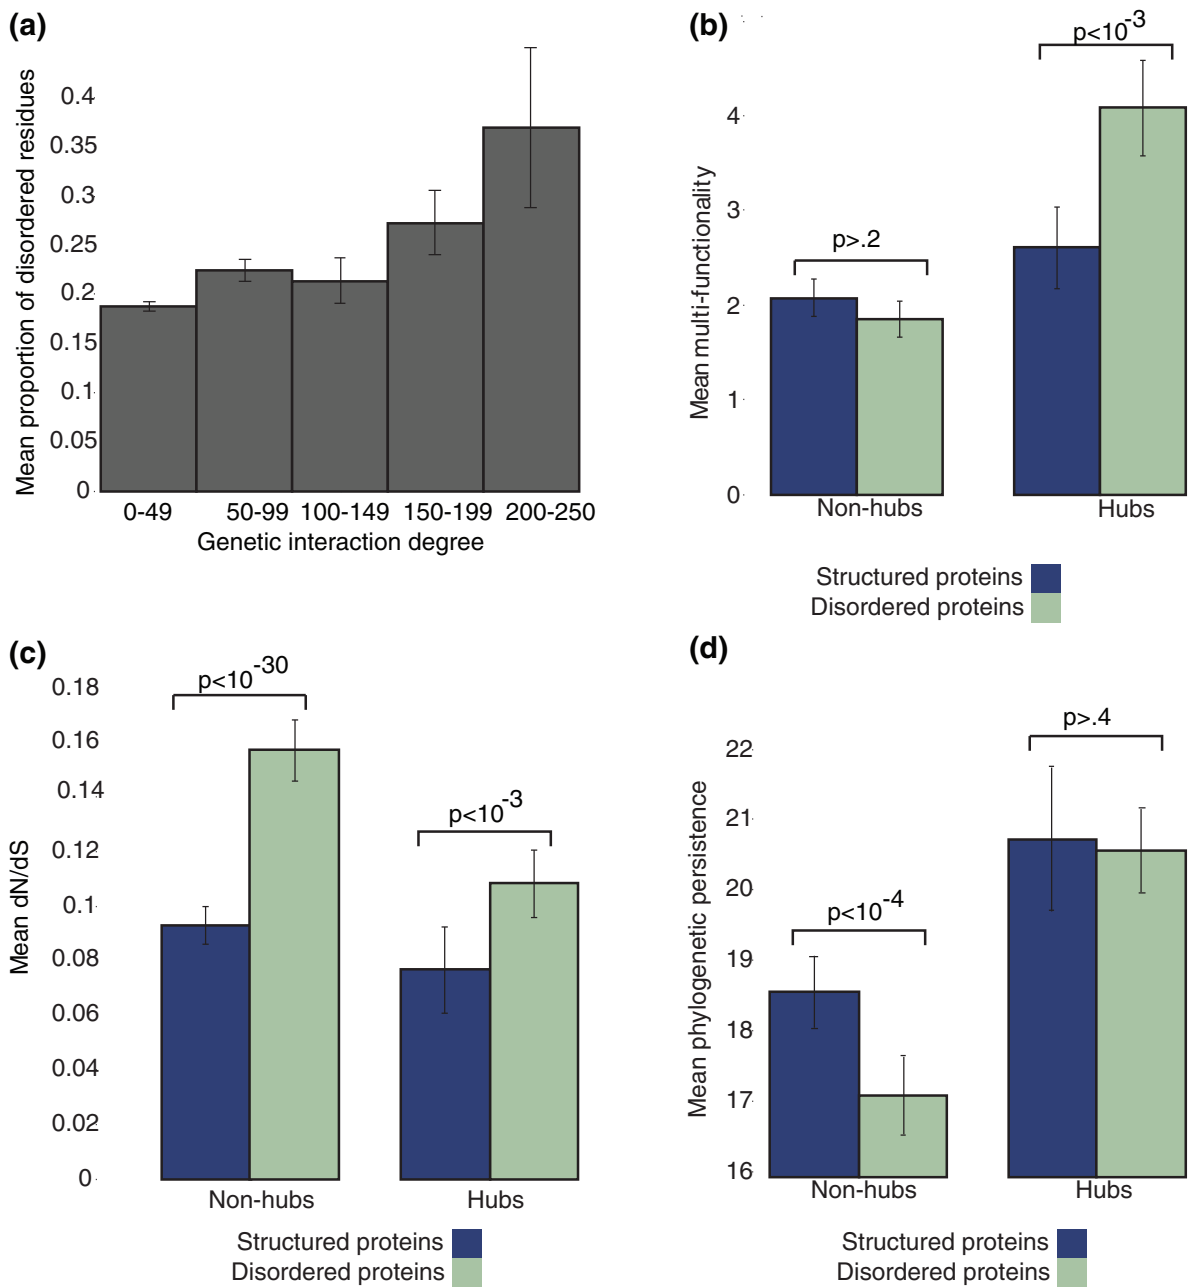 (a)
Mean proportion of disordered residues
0.4
0.35
0.3
0.25
0.2
0.15
0.1
0.05
0
0-49 50-99 100-149 150-199 200-250
Genetic interaction degree
(b)
p<10-3
p>.2
Mean multi-functionality
4
3
2
1
0
Non-hubs Hubs
Structured proteins
Disordered proteins
(c)
p<10-30
p<10-3
Mean dN/dS
0.18
0.16
0.14
0.12
0.1
0.08
0.06
0.04
0.02
0
Non-hubs Hubs
Structured proteins
Disordered proteins
(d)
p>.4
p<10-4
Mean phylogenetic persistence
22
21
20
19
18
17
16
Non-hubs Hubs
Structured proteins
Disordered proteins